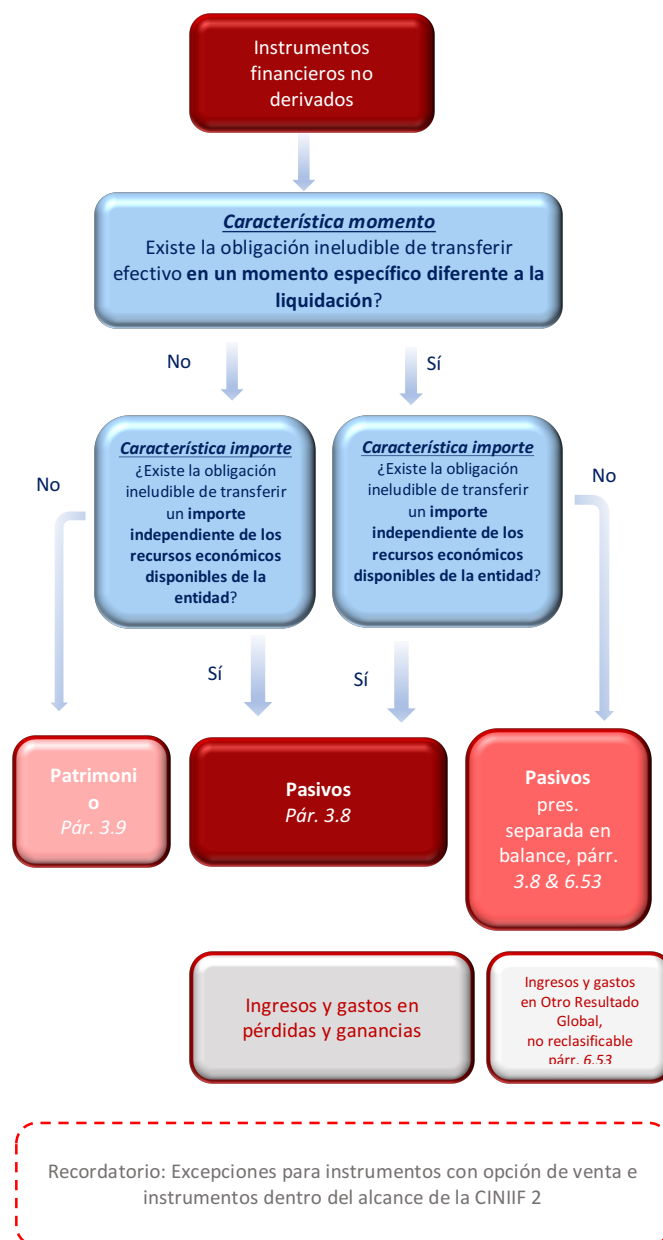 Instrumentos
financieros no
derivados
Característica momento
Existe la obligación ineludible de transferir
efectivo en un momento específico diferente a la
liquidación?
No
Sí
Característica importe
¿Existe la obligación
ineludible de transferir
un importe
independiente de los
recursos económicos
disponibles de la
entidad?
Característica importe
¿Existe la obligación
ineludible de transferir
un importe
independiente de los
recursos económicos
disponibles de la entidad?
No
No
Sí
Sí
Patrimoni
o
Pár. 3.9
Pasivos
Pár. 3.8
Pasivos
pres.
separada en
balance, párr.
3.8 & 6.53
Ingresos y gastos en
pérdidas y ganancias
Ingresos y gastos
en Otro Resultado
Global,
no reclasificable
párr. 6.53
Recordatorio: Excepciones para instrumentos con opción de venta e
instrumentos dentro del alcance de la CINIIF 2